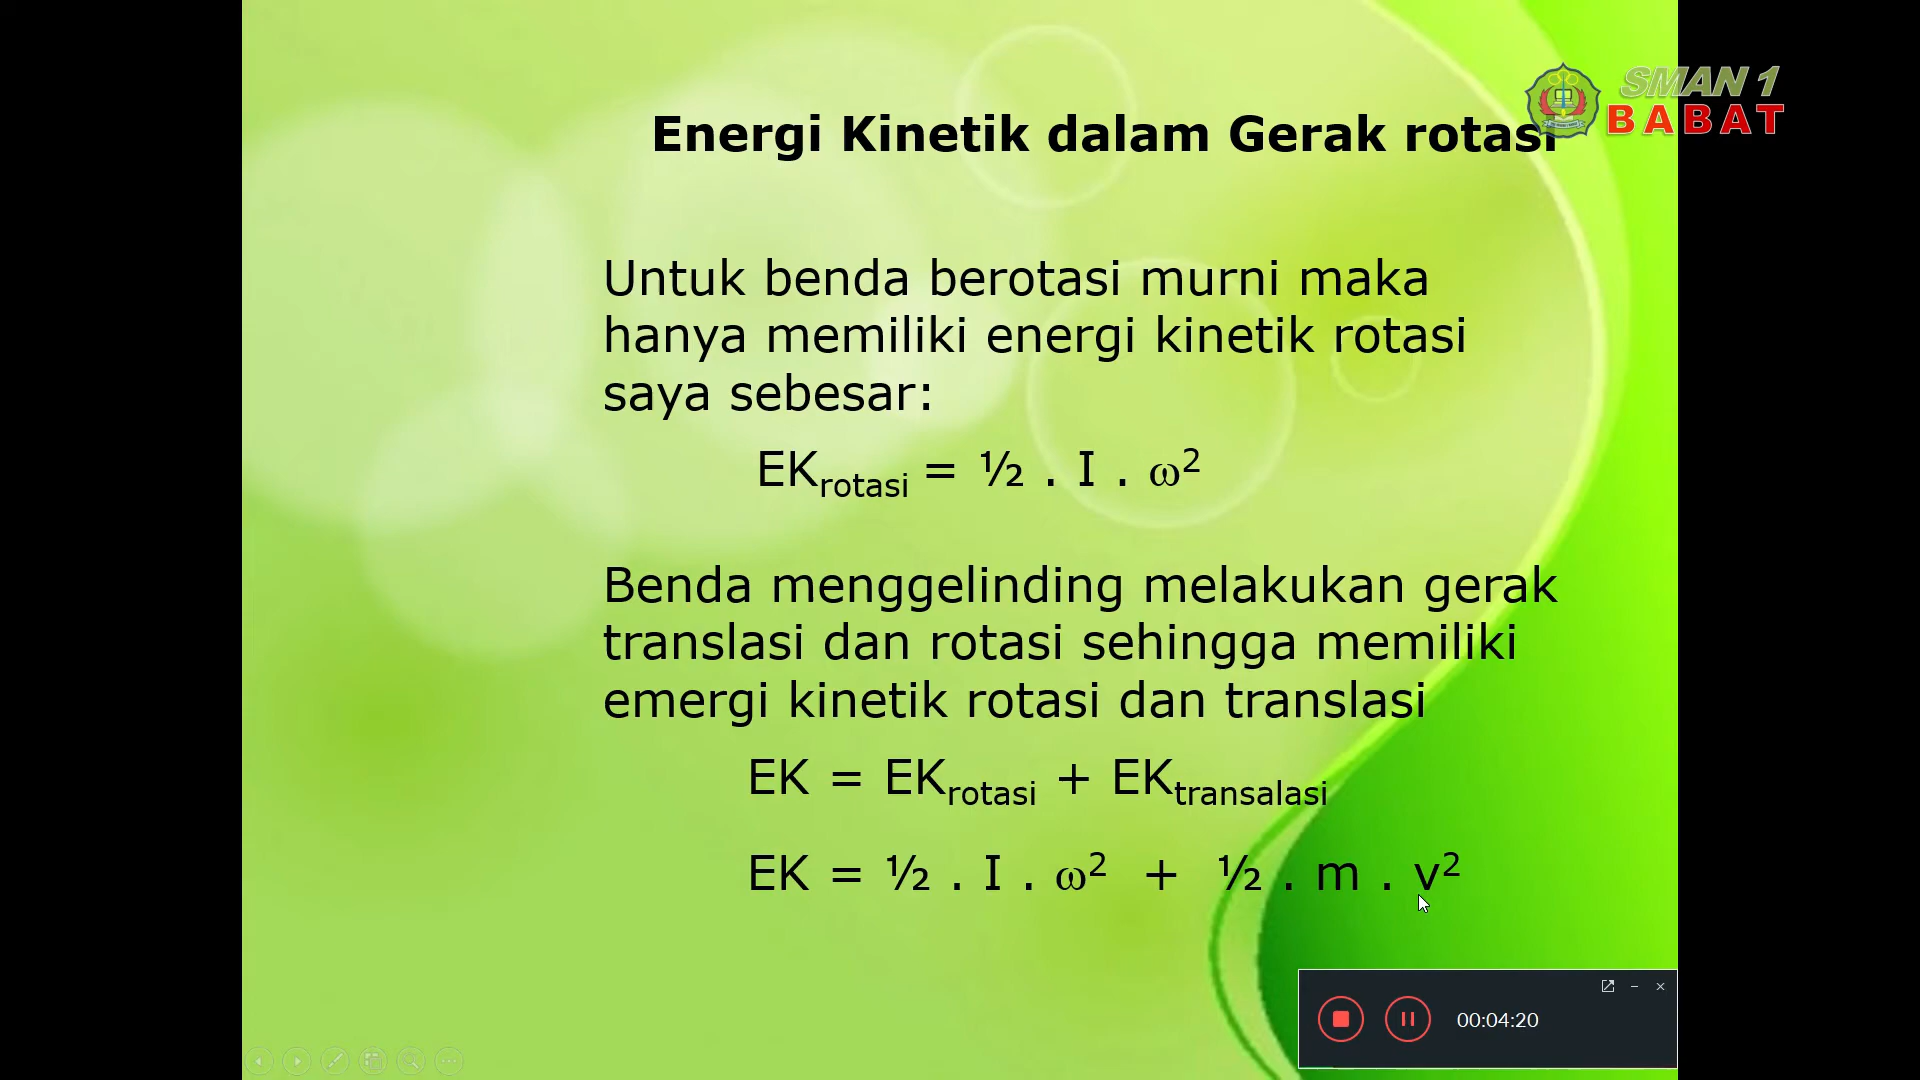 SMAN 1
BABAT
Energi Kinetik dalam Gerak rotasi
Untuk benda berotasi murni maka
hanya memiliki energi kinetik rotasi
saya sebesar:
EKrotasi = ½ . I . ω²
Benda menggelinding melakukan gerak
translasi dan rotasi sehingga memiliki
emergi kinetik rotasi dan translasi
EK = EKrotasi + EKtransalasi
EK = ½ . I . ω² + ½ . m . v²
00:04:20